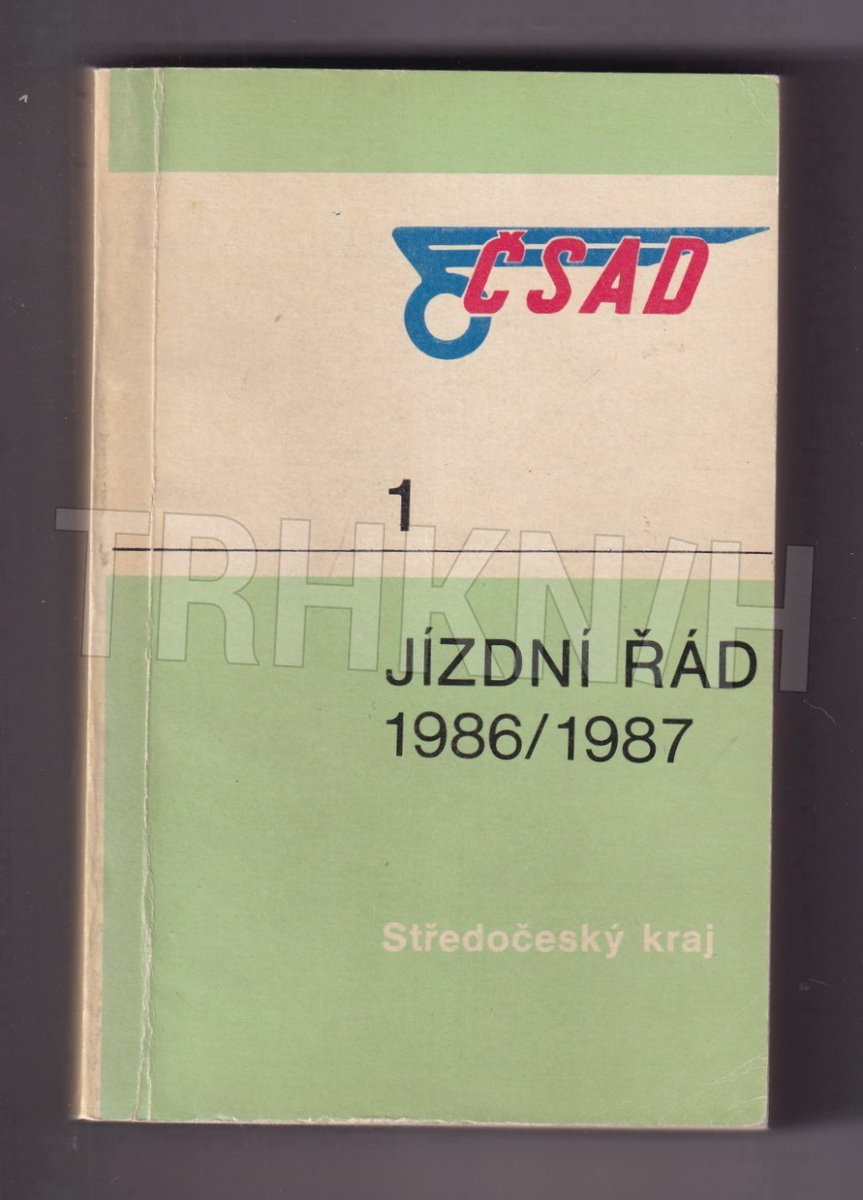 ČSAD
1
TRHKNIH
JÍZDNÍ ŘÁD
1986/1987
Středočeský kraj